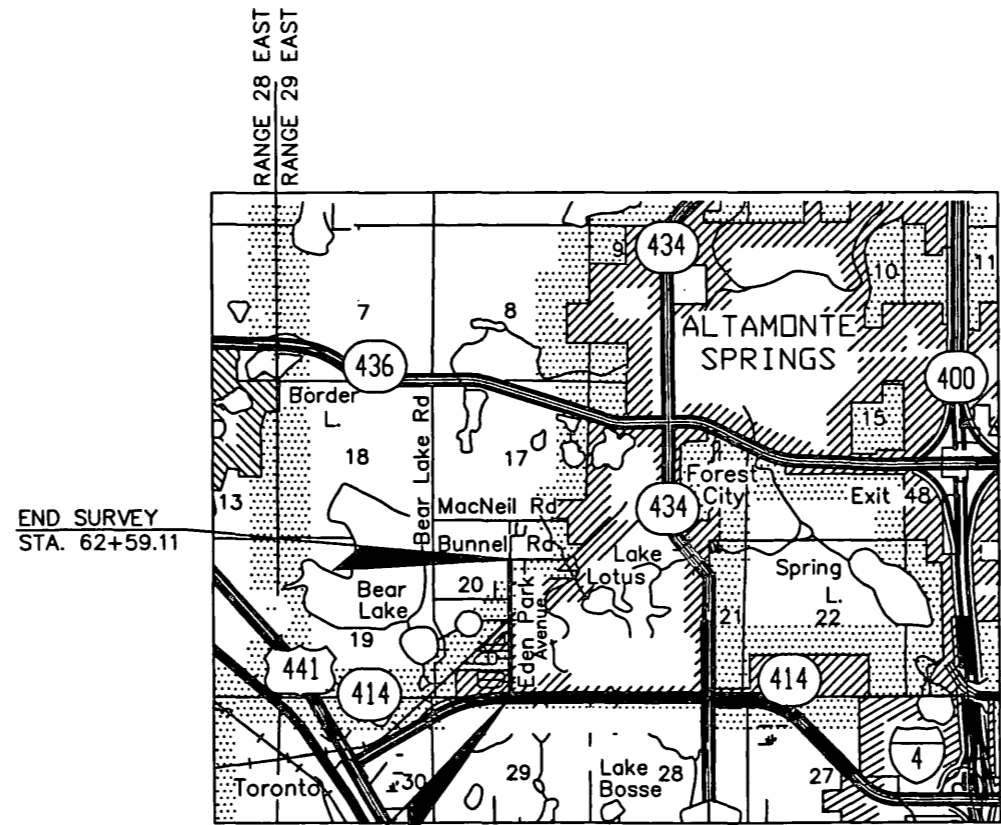 RANGE 28 EAST
RANGE 29 EAST
434
9
10
11
7
8
ALTAMONTE
SPRINGS
436
400
Border
L.
Bear Lake Rd
15
18
17
Forest
City
13
434
Exit 48
MacNeil Rd
END SURVEY
STA. 62+59.11
Bunnel Rd
Lake
Lotus
Spring
L.
Bear
Lake
20
21
22
Eden Park
Avenue
19
441
414
414
4
Toronto
30
29
Lake
Bosse
28
27